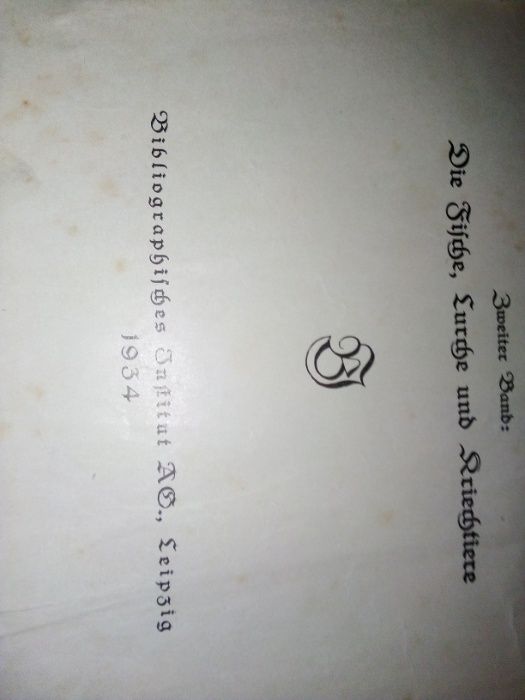 Zweiter Band:
Die Fische, Lurche und Kriechtiere
Bibliographisches Institut AG., Leipzig
1934